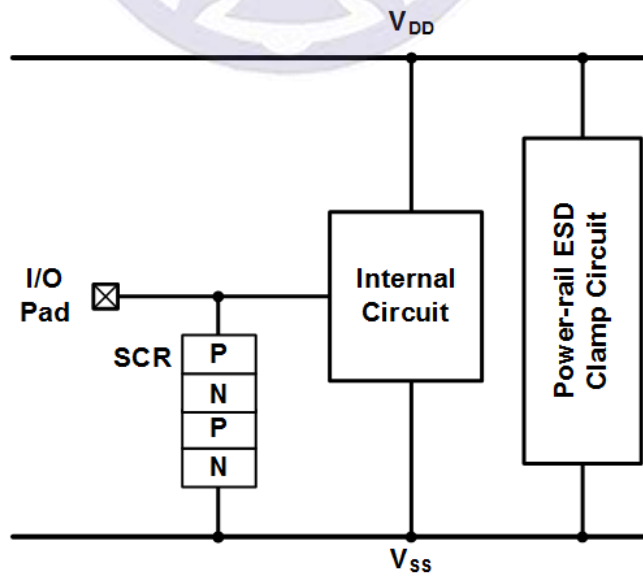 VDD
I/O
Pad
Internal
Circuit
Power-rail ESD
Clamp Circuit
SCR
P
N
P
N
VSS